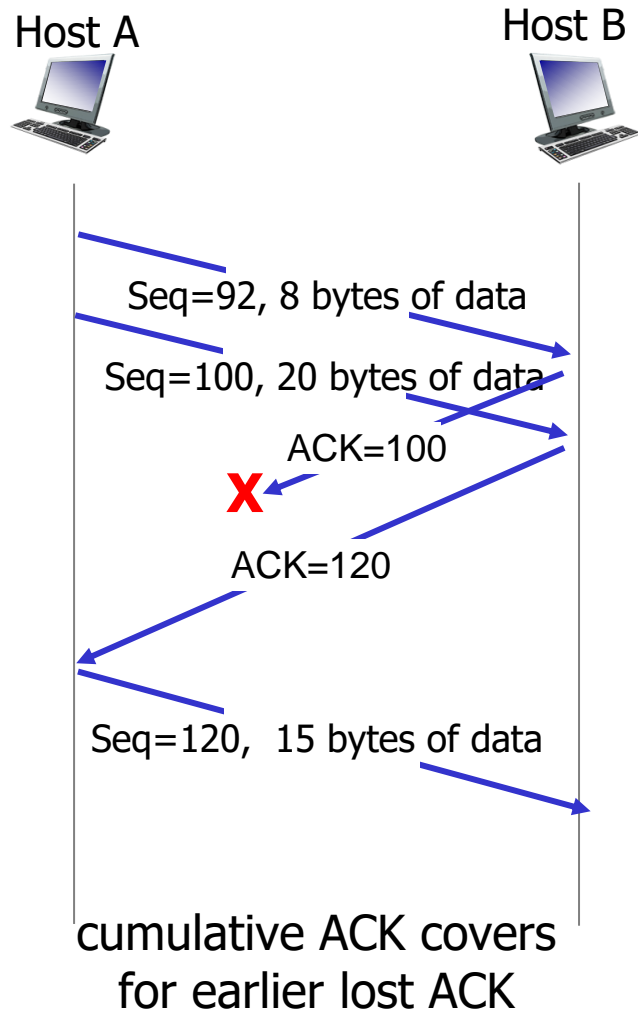 Host A
Host B
Seq=92, 8 bytes of data
Seq=100, 20 bytes of data
ACK=100
X
ACK=120
Seq=120, 15 bytes of data
cumulative ACK covers
for earlier lost ACK